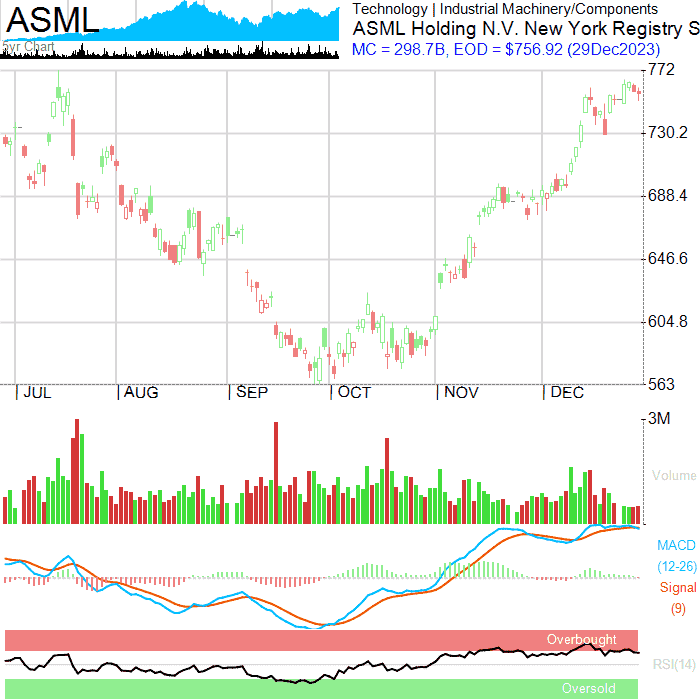 ASML
5yr Chart
Technology | Industrial Machinery/Components
ASML Holding N.V. New York Registry S
MC = 298.7B, EOD = $756.92 (29Dec2023)
772
730.2
688.4
646.6
604.8
563
JUL
AUG
SEP
OCT
NOV
DEC
3M
Volume
MACD
(12-26)
Signal
(9)
Overbought
RSI(14)
Oversold